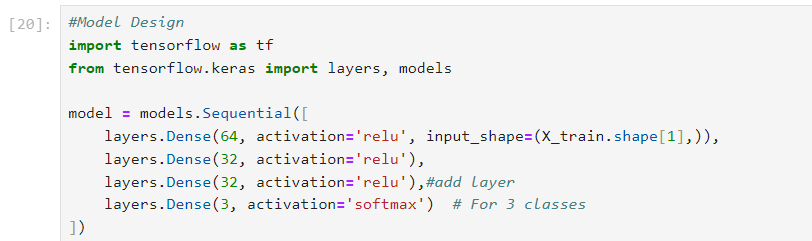 [20]:
#Model Design
import tensorflow as tf
from tensorflow.keras import layers, models

model = models.Sequential([
    layers.Dense(64, activation='relu', input_shape=(X_train.shape[1],)),
    layers.Dense(32, activation='relu'),
    layers.Dense(32, activation='relu'),#add layer
    layers.Dense(3, activation='softmax')  # For 3 classes
])